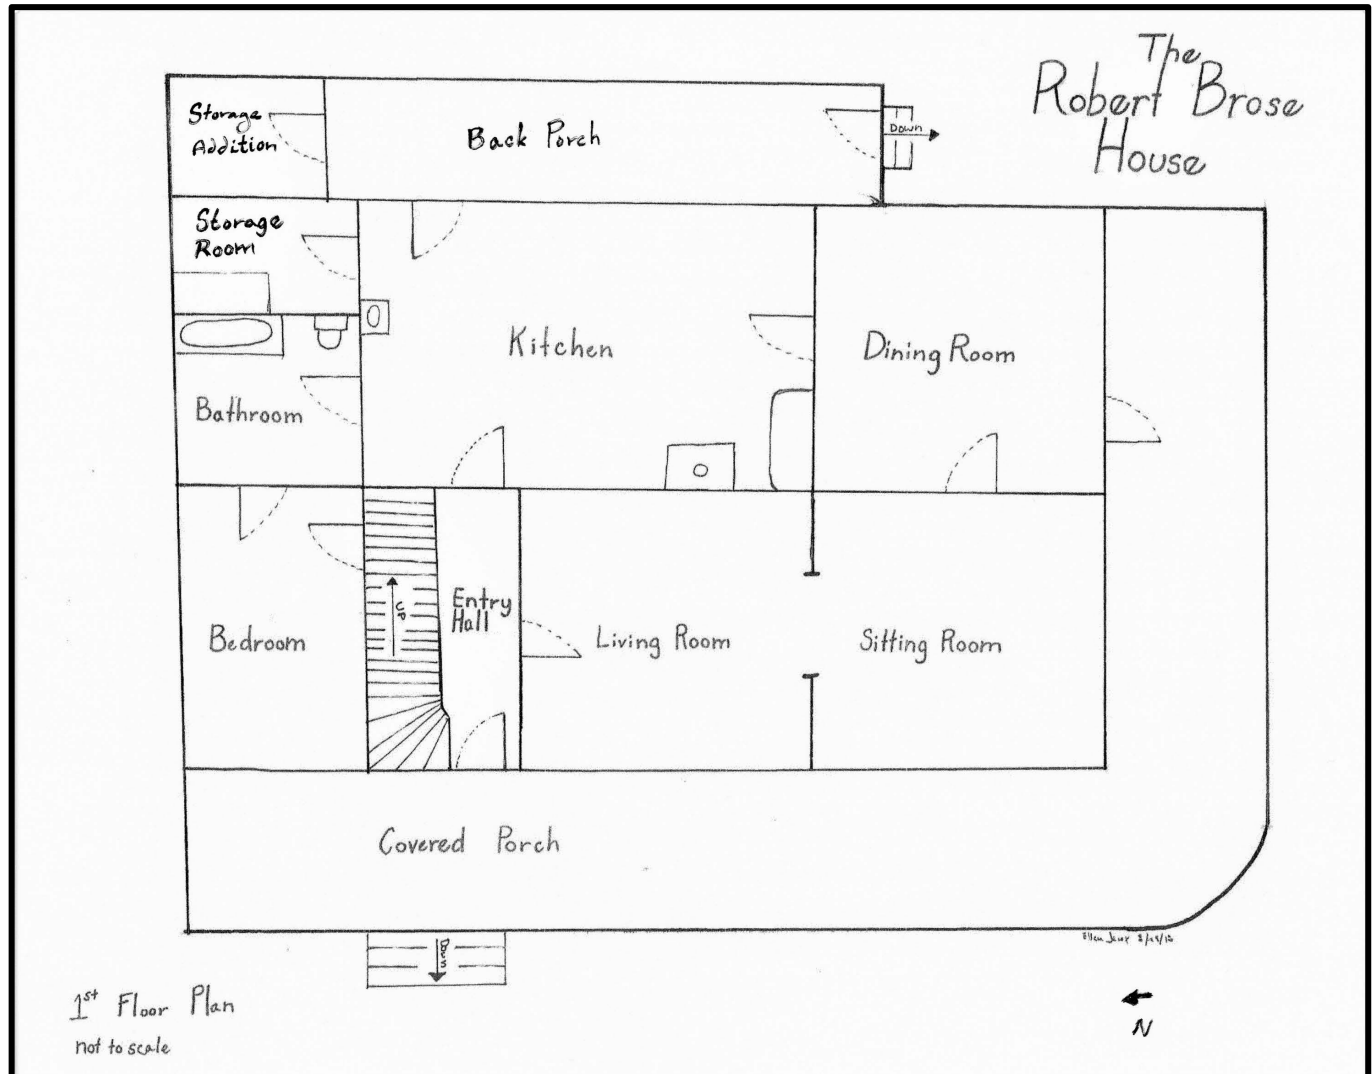 The
Robert Brose
House
Storage
Addition
Back Porch
Down
Storage
Room
Kitchen
Dining Room
Bathroom
Up
Entry
Hall
Bedroom
Living Room
Sitting Room
Covered Porch
1st Floor Plan
not to scale
N